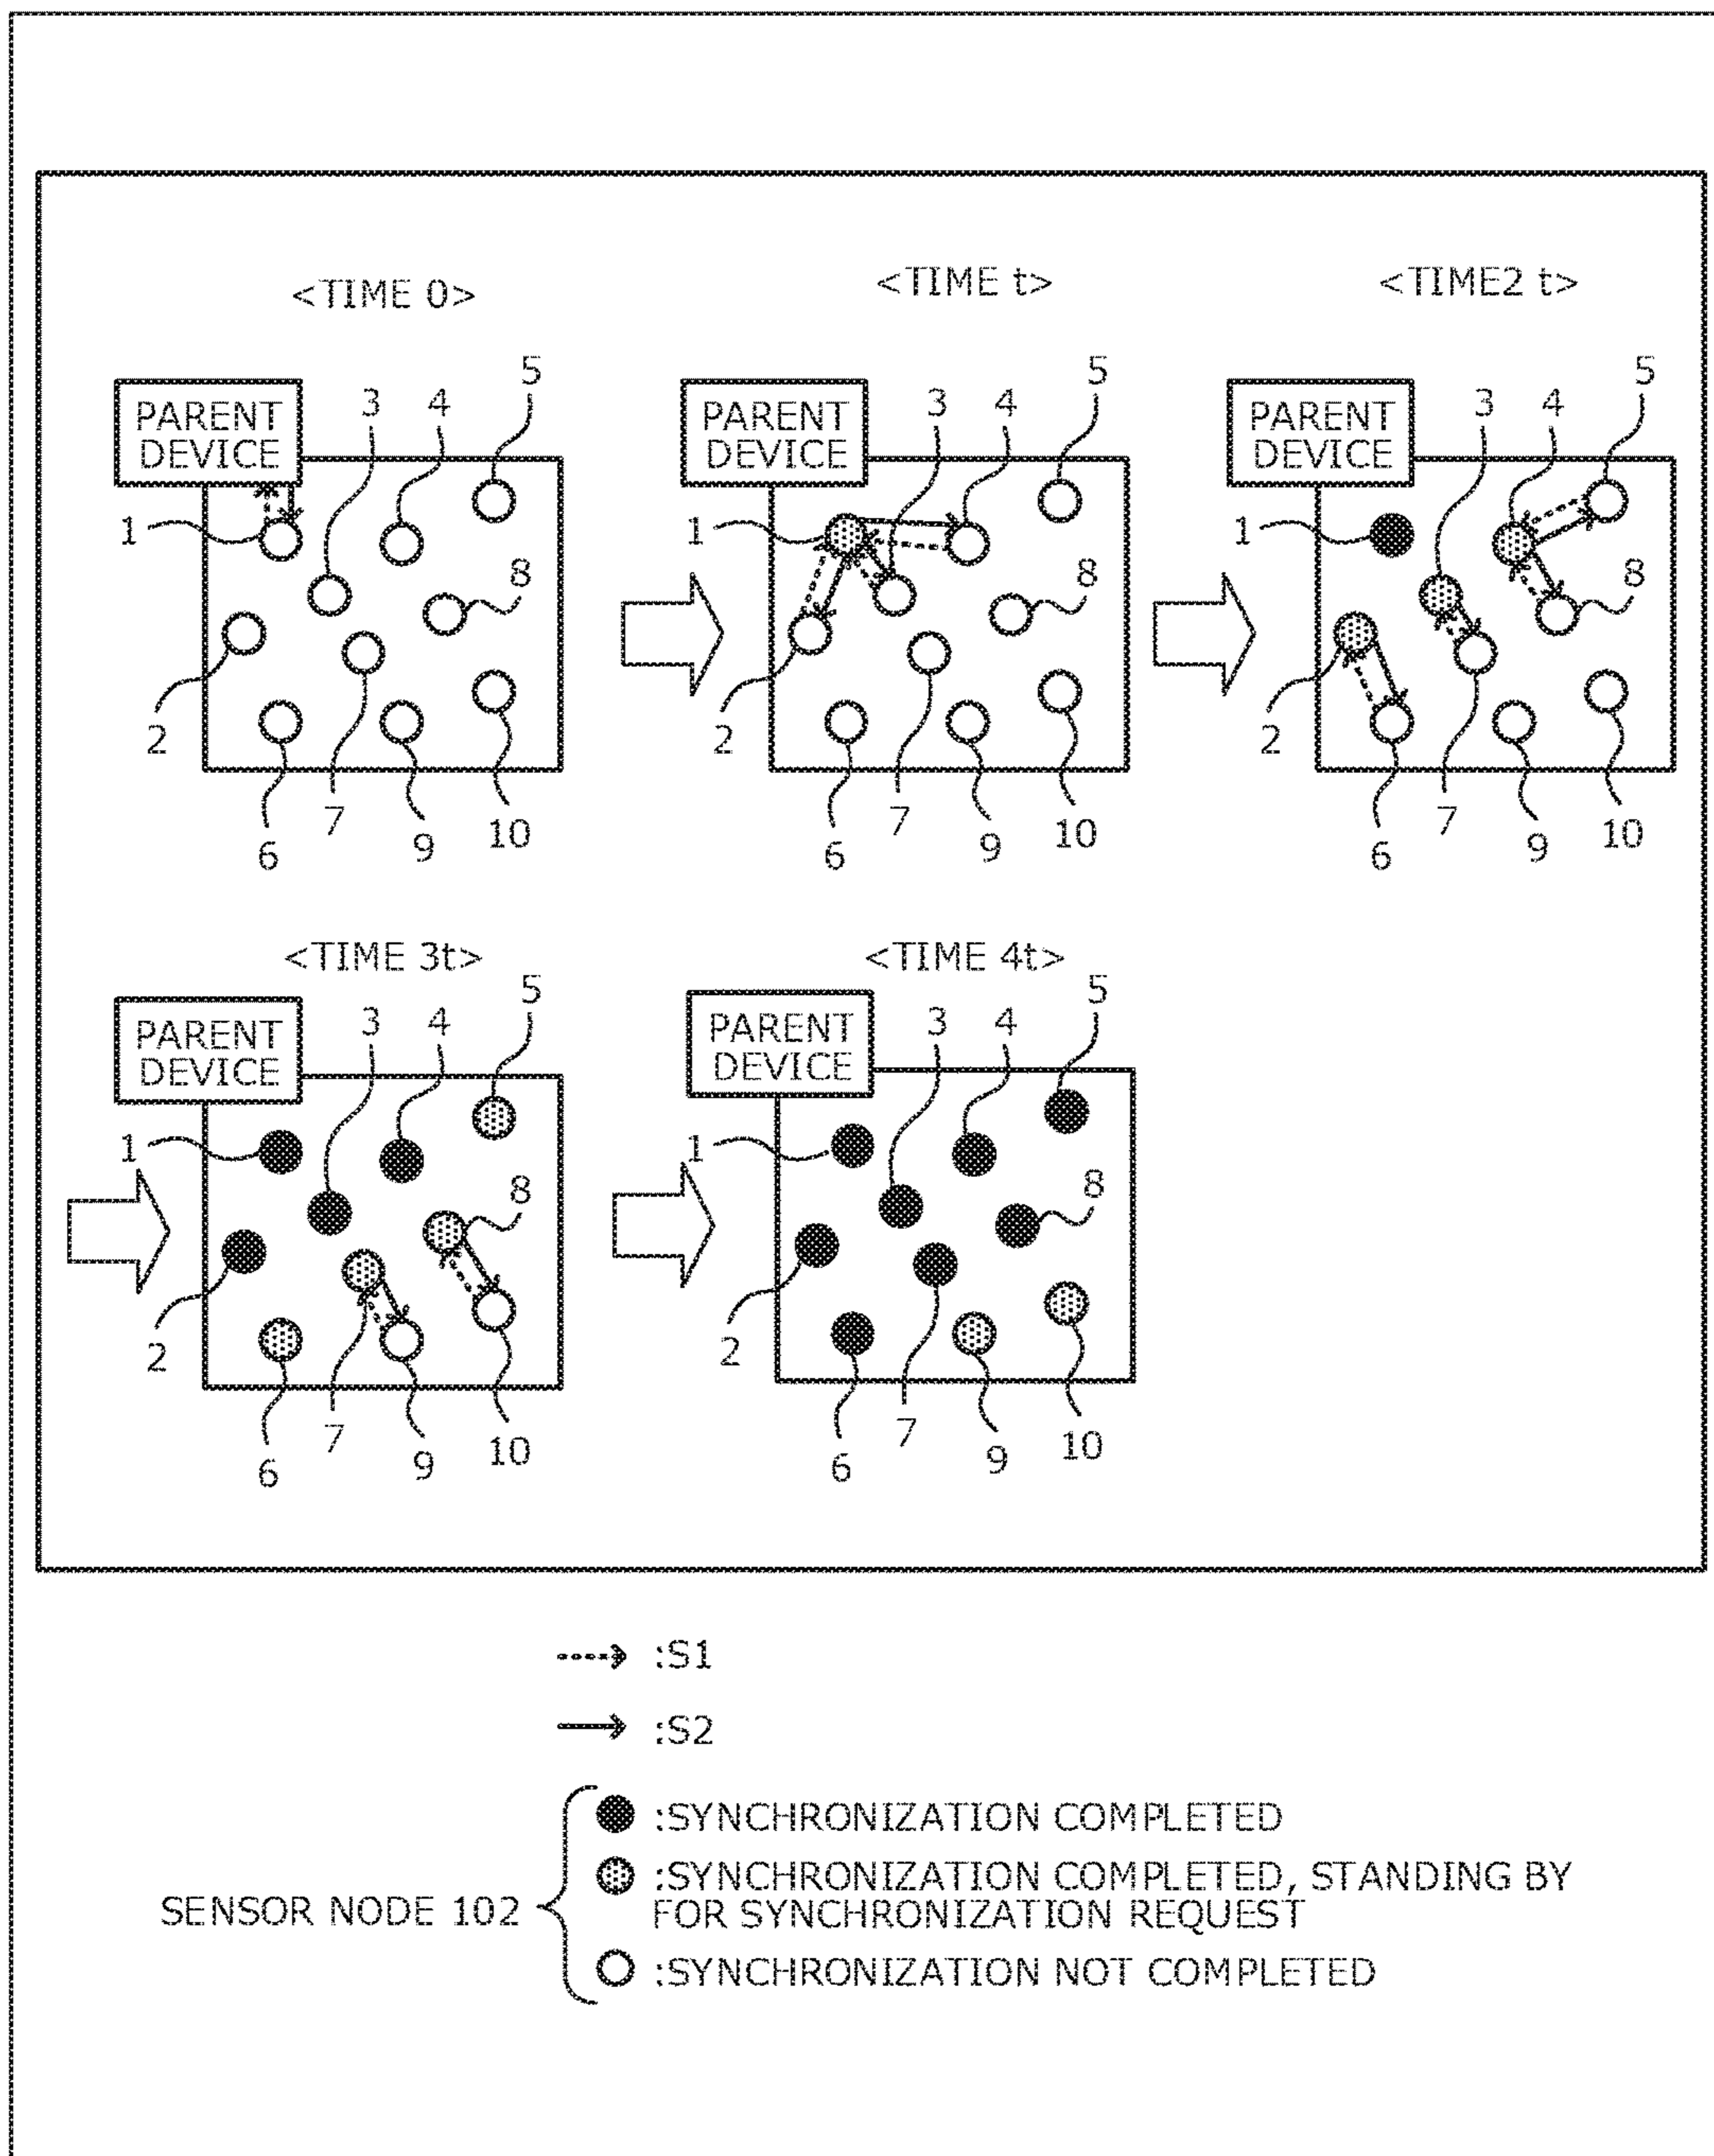 <TIME 0>
<TIME t>
<TIME2 t>
PARENT
DEVICE
1
2
3
4
5
6
7
8
9
10
PARENT
DEVICE
1
2
3
4
5
6
7
8
9
10
PARENT
DEVICE
1
2
3
4
5
6
7
8
9
10
<TIME 3t>
<TIME 4t>
PARENT
DEVICE
1
2
3
4
5
6
7
8
9
10
PARENT
DEVICE
1
2
3
4
5
6
7
8
9
10
:S1
:S2
SENSOR NODE 102
:SYNCHRONIZATION COMPLETED
:SYNCHRONIZATION COMPLETED, STANDING BY
FOR SYNCHRONIZATION REQUEST
:SYNCHRONIZATION NOT COMPLETED